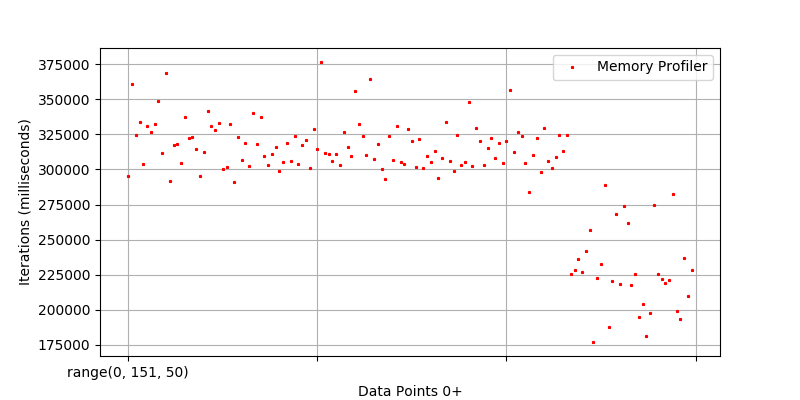 Memory Profiler
375000
350000
325000
300000
275000
250000
225000
200000
175000
Iterations (milliseconds)
range(0, 151, 50)
Data Points 0+